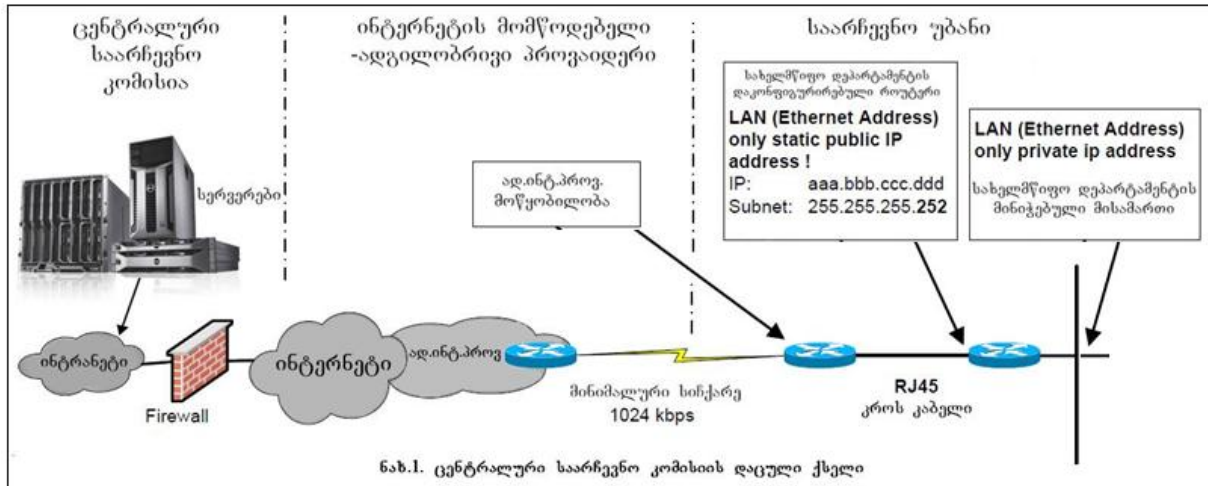 ცენტრალური
საარჩევნო
კომისია
ინტერნეტის მომწოდებელი
-ადგილობრივი პროვაიდერი
საარჩევნო უბანი
სახელმწიფო დეპარტამენტის
დაკონფიგურირებული როუტერი
LAN (Ethernet Address)
only static public IP
address !
IP: aaa.bbb.ccc.ddd
Subnet: 255.255.255.252
LAN (Ethernet Address)
only private ip address
სახელმწიფო დეპარტამენტის
მინიჭებული მისამართი
ად.ინტ.პროვ.
მოწყობილობა
სერვერები
ინტრანეტი
Firewall
ინტერნეტი
ად.ინტ.პროვ
მინიმალური სიჩქარე
1024 kbps
RJ45
კროს კაბელი
ნახ.1. ცენტრალური საარჩევნო კომისიის დაცული ქსელი